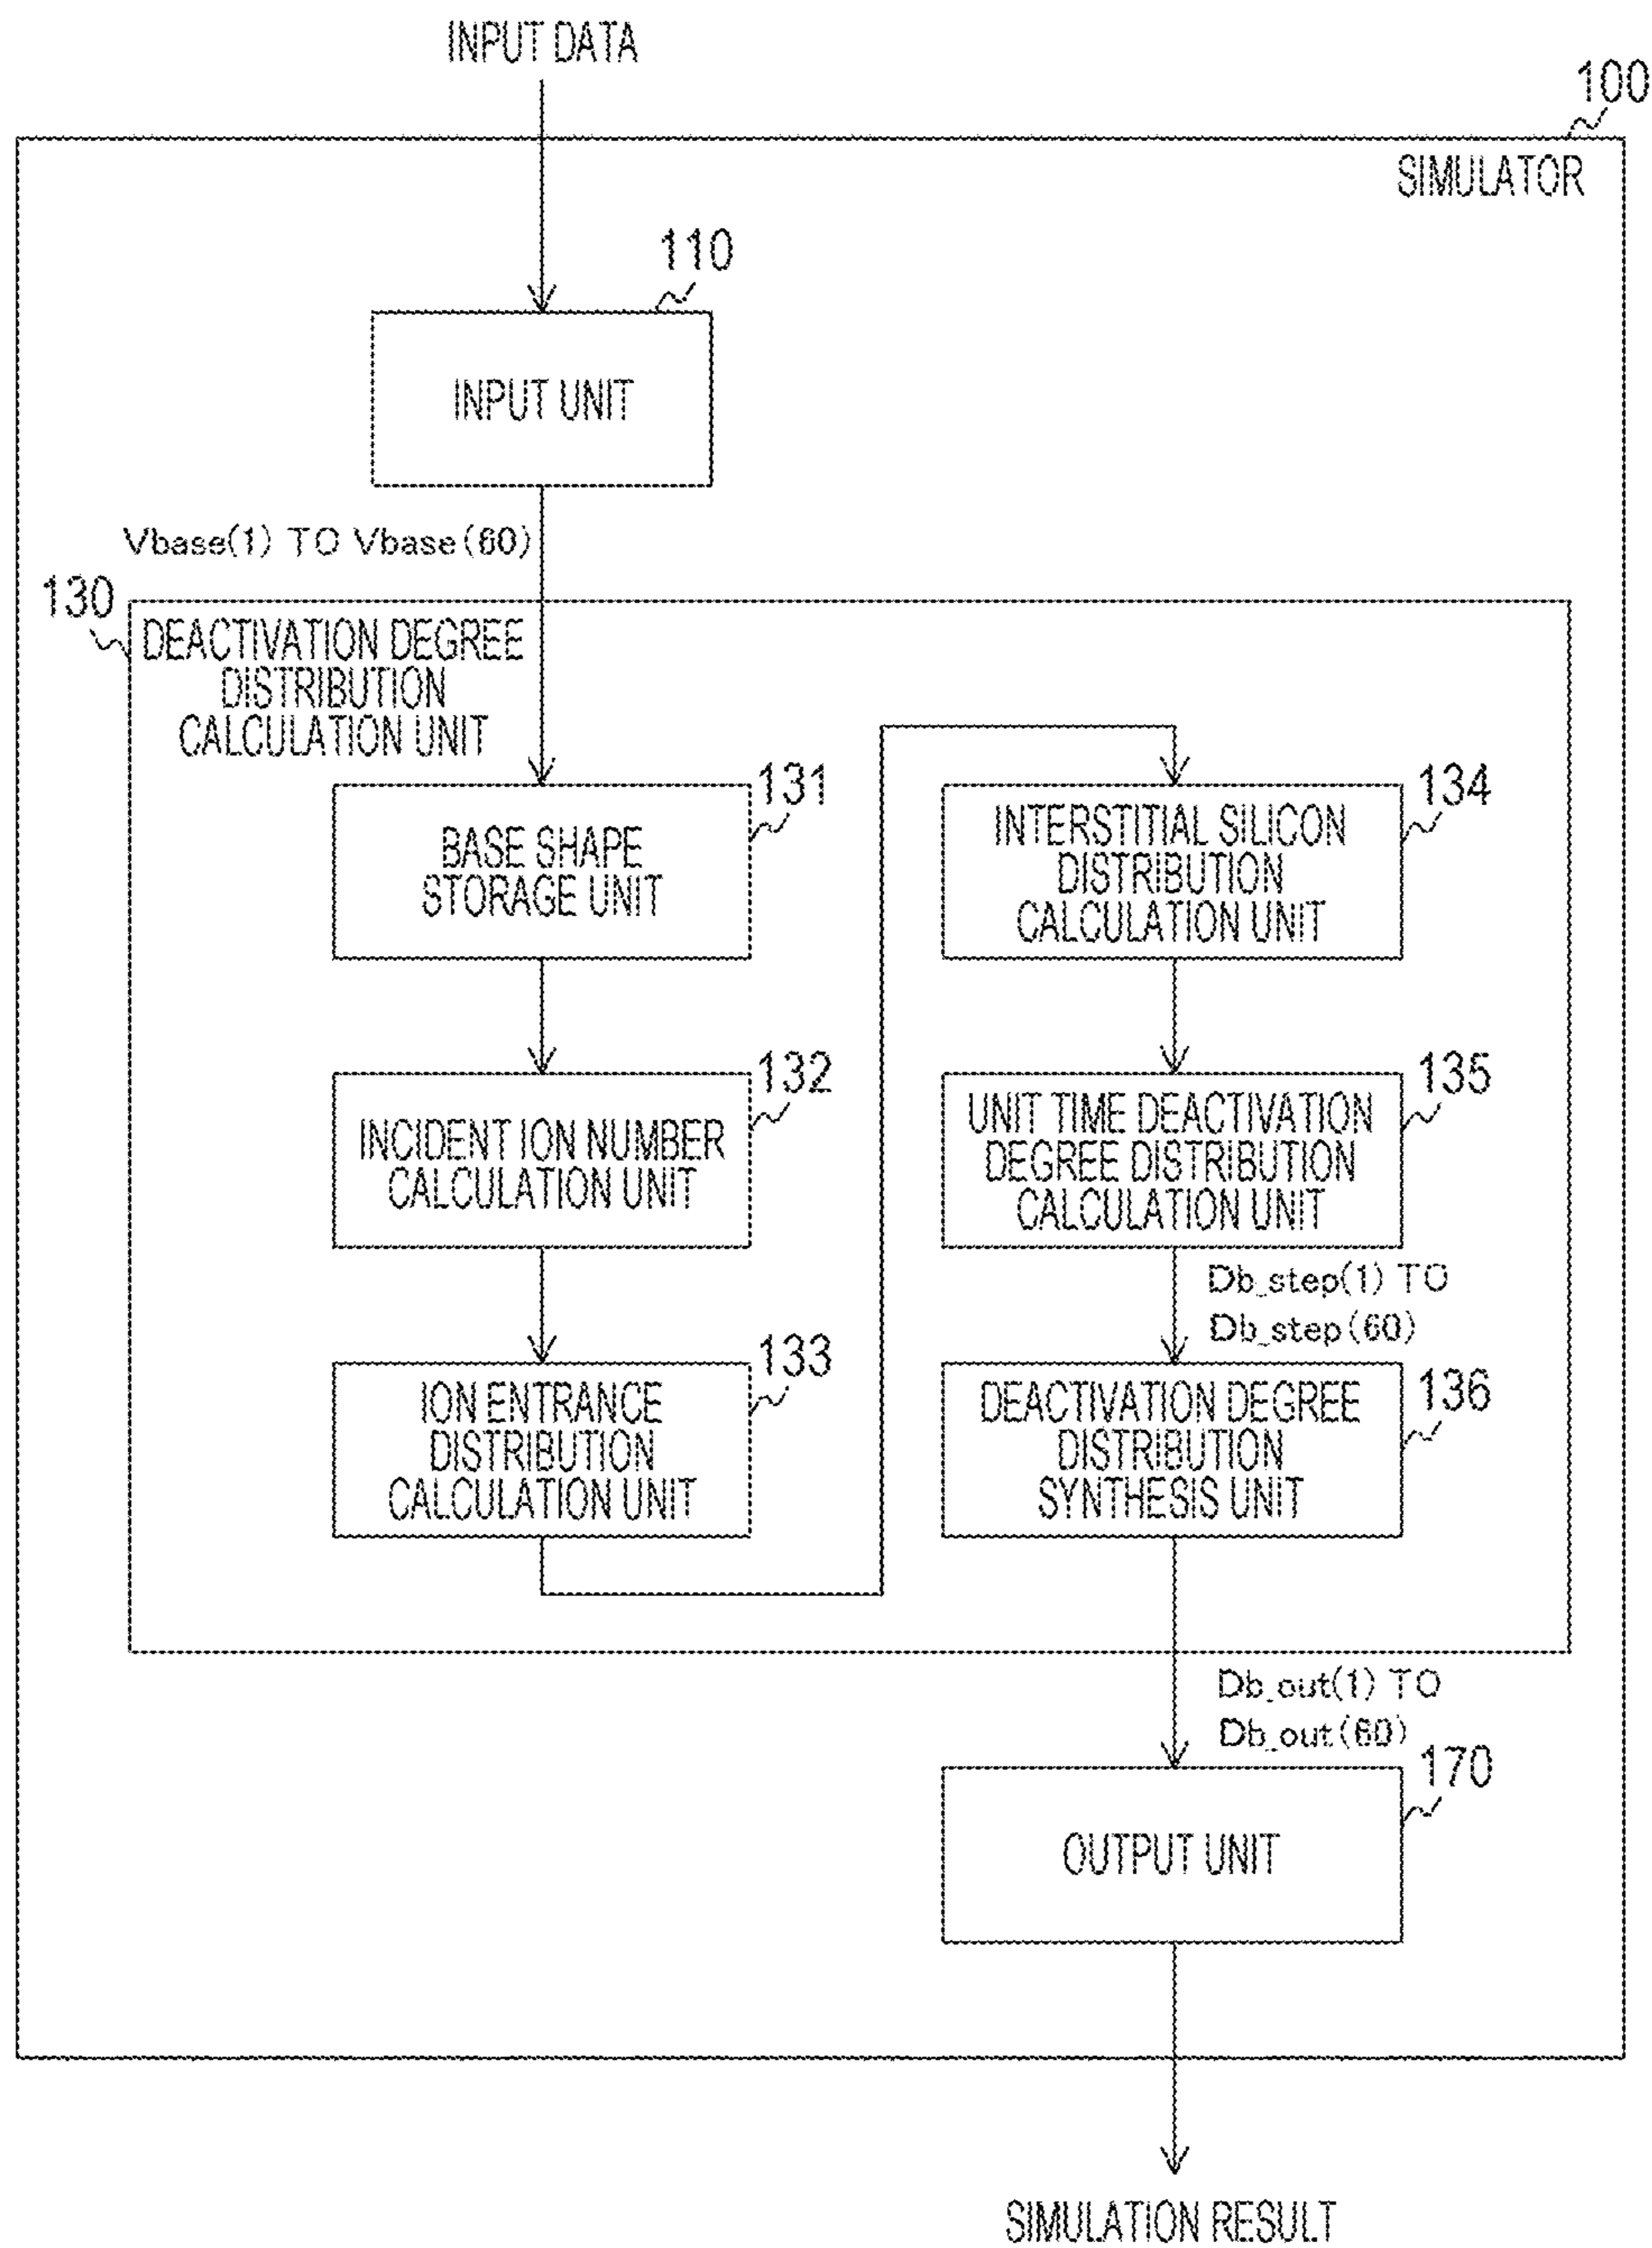 INPUT DATA
100
SIMULATOR
110
INPUT UNIT
Vbase(1) TO Vbase(60)
130
DEACTIVATION DEGREE
DISTRIBUTION
CALCULATION UNIT
131
BASE SHAPE
STORAGE UNIT
132
INCIDENT ION NUMBER
CALCULATION UNIT
133
ION ENTRANCE
DISTRIBUTION
CALCULATION UNIT
134
INTERSTITIAL SILICON
DISTRIBUTION
CALCULATION UNIT
135
UNIT TIME DEACTIVATION
DEGREE DISTRIBUTION
CALCULATION UNIT
Db_step(1) TO
Db_step(60)
136
DEACTIVATION DEGREE
DISTRIBUTION
SYNTHESIS UNIT
Db_out(1) TO
Db_out(60)
170
OUTPUT UNIT
SIMULATION RESULT